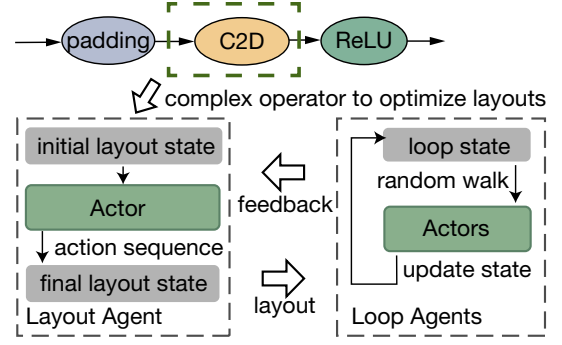 padding
C2D
ReLU
complex operator to optimize layouts
initial layout state
Actor
action sequence
final layout state
Layout Agent
feedback
layout
loop state
random walk
Actors
update state
Loop Agents